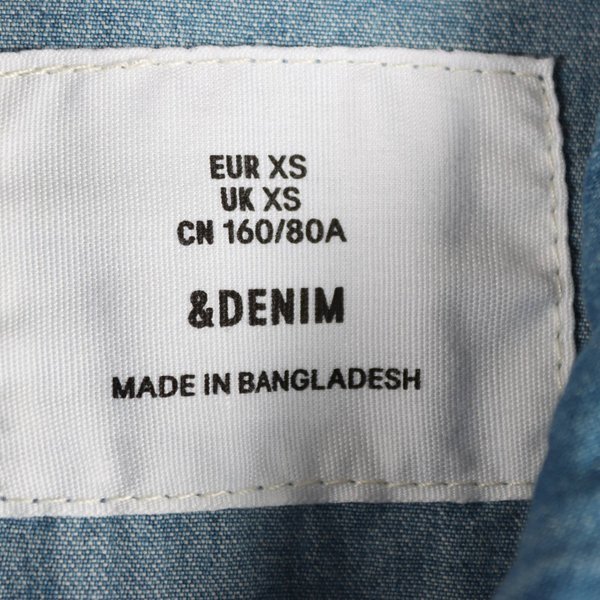 EUR XS
UK XS
CN 160/80A
&DENIM
MADE IN BANGLADESH